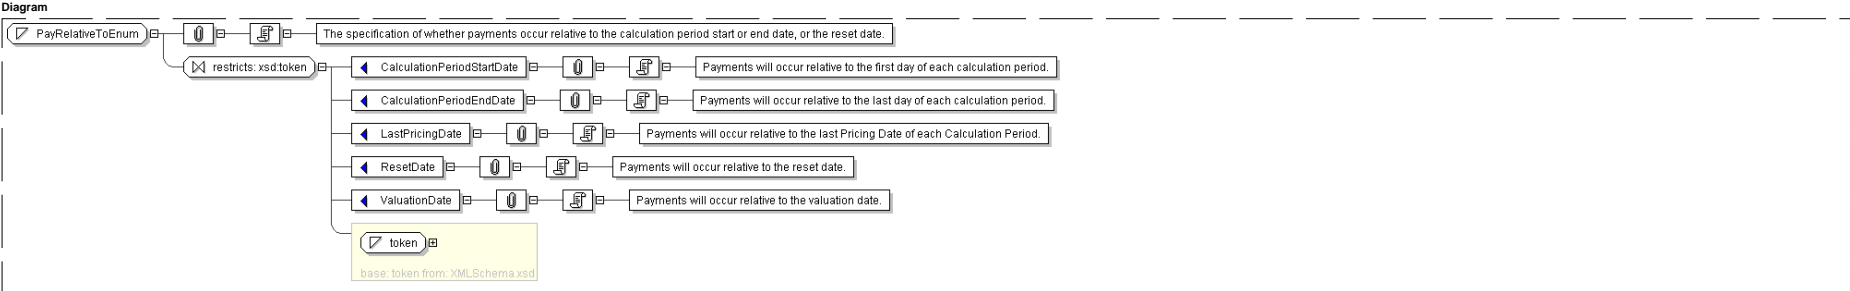 Diagram
PayRelativeToEnum The specification of whether payments occur relative to the calculation period start or end date, or the reset date.
restricts: xsd:token CalculationPeriodStartDate Payments will occur relative to the first day of each calculation period.
CalculationPeriodEndDate Payments will occur relative to the last day of each calculation period.
LastPricingDate Payments will occur relative to the last Pricing Date of each Calculation Period.
ResetDate Payments will occur relative to the reset date.
ValuationDate Payments will occur relative to the valuation date.
token
base: token from: XMLSchema.xsd